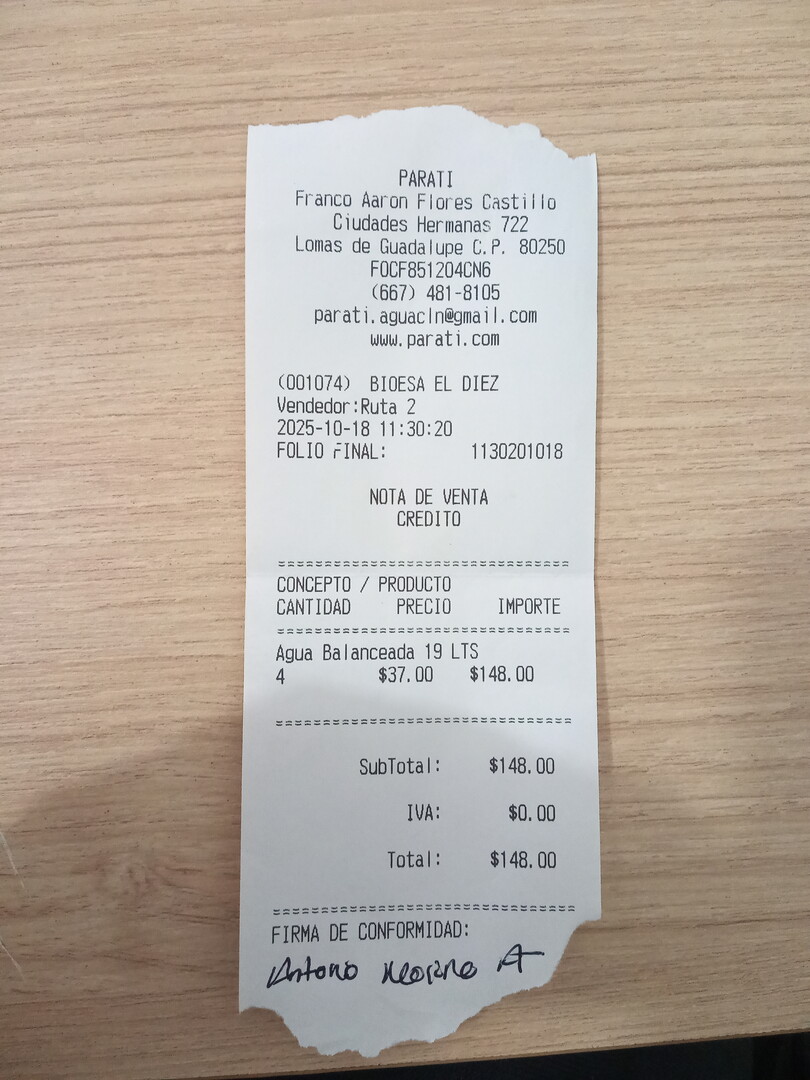 PARATI
Franco Aaron Flores Castillo
Ciudades Hermanas 722
Lomas de Guadalupe C.P. 80250
FOCF851204CN6
(667) 481-8105
parati.aguacln@gmail.com
www.parati.com
(001074) BIOESA EL DIEZ
Vendedor:Ruta 2
2025-10-18 11:30:20
FOLIO FINAL: 1130201018
NOTA DE VENTA
CREDITO
==============================
CONCEPTO / PRODUCTO
CANTIDAD PRECIO IMPORTE
==============================
Agua Balanceada 19 LTS
4 $37.00 $148.00
==============================
SubTotal: $148.00
IVA: $0.00
Total: $148.00
==============================
FIRMA DE CONFORMIDAD:
Antonio A